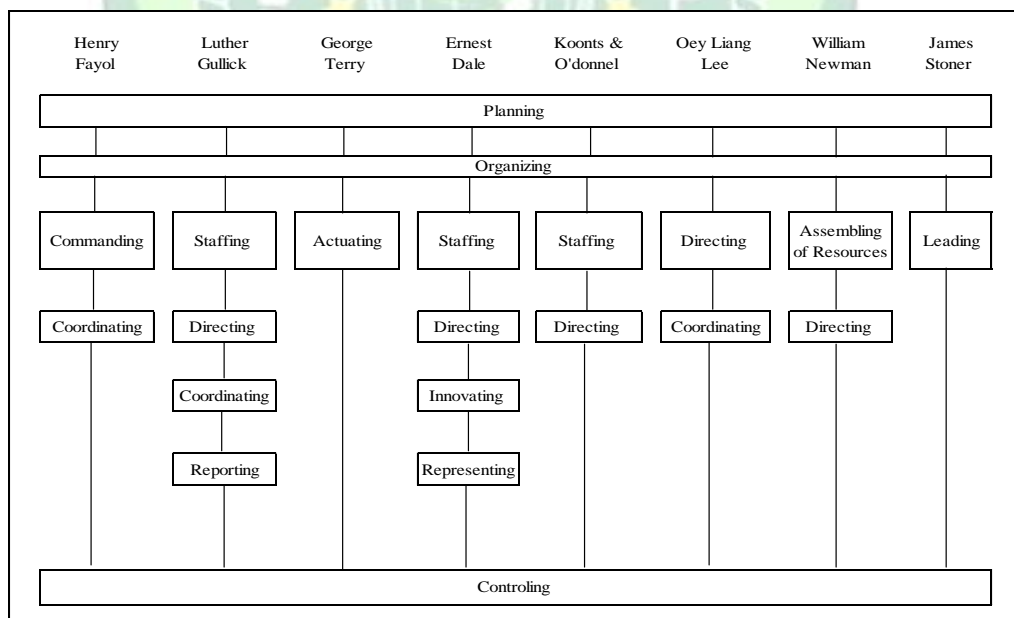 Henry Fayol
Luther Gullick
George Terry
Ernest Dale
Koonts & O'donnel
Oey Liang Lee
William Newman
James Stoner
Planning
Organizing
Commanding
Staffing
Actuating
Staffing
Staffing
Directing
Assembling of Resources
Leading
Coordinating
Directing
Directing
Directing
Coordinating
Directing
Coordinating
Innovating
Reporting
Representing
Controling